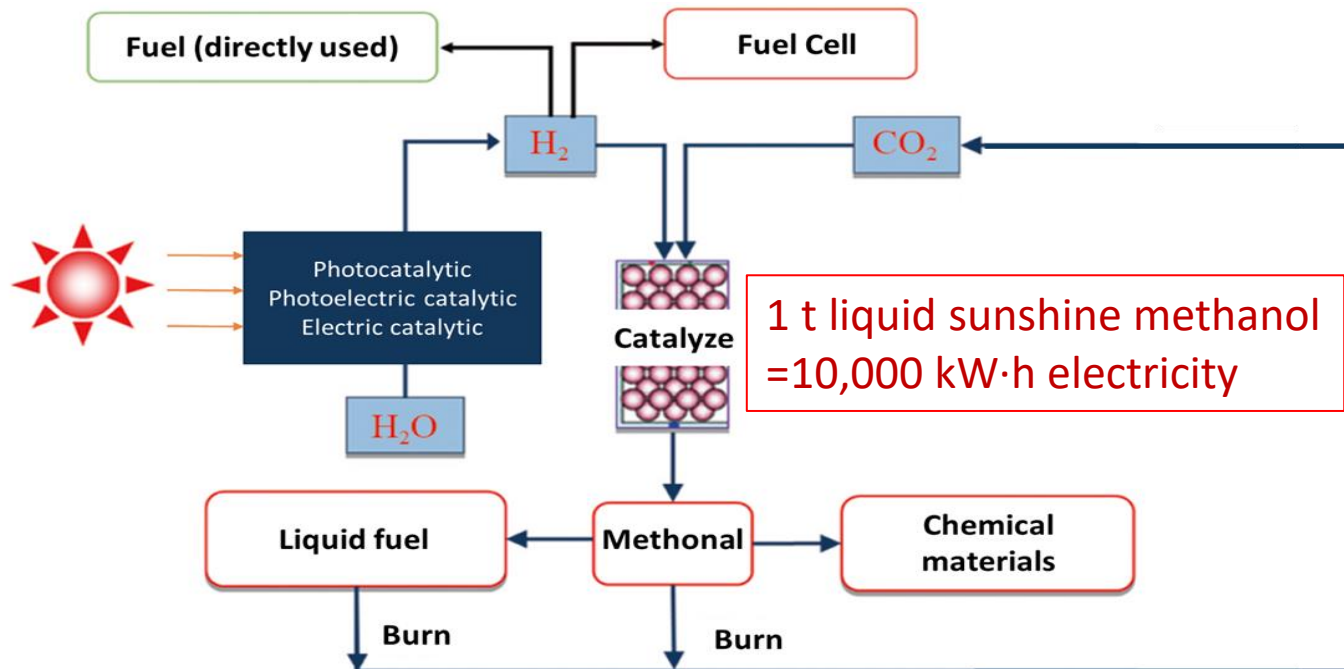 Fuel (directly used)
Fuel Cell
H₂
CO₂
Photocatalytic
Photoelectric catalytic
Electric catalytic
H₂O
Catalyze
1 t liquid sunshine methanol
=10,000 kW·h electricity
Liquid fuel
Methonal
Chemical
materials
Burn
Burn